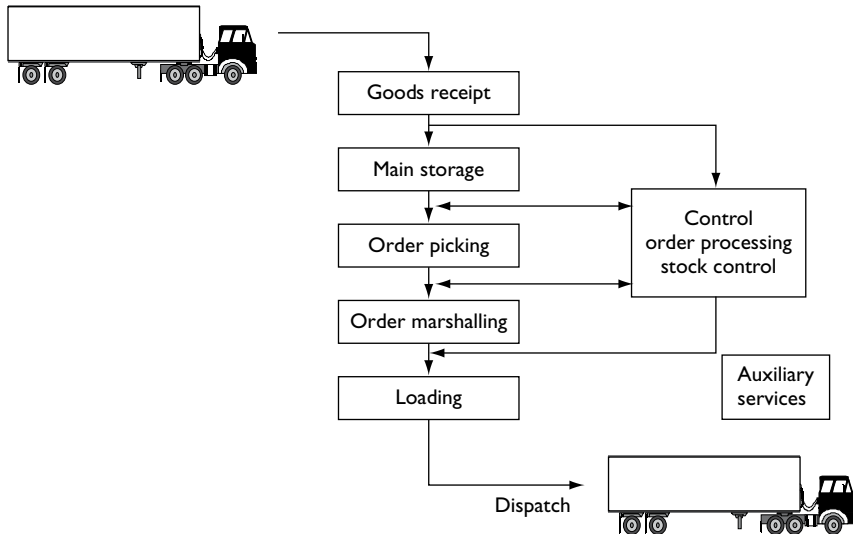 Goods receipt
Main storage
Control
order processing
stock control
Order picking
Order marshalling
Auxiliary
services
Loading
Dispatch